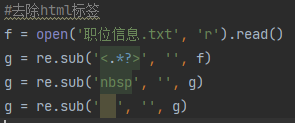 #去除html标签
f = open('职位信息.txt', 'r').read()
g = re.sub('<.*?>', '', f)
g = re.sub('nbsp', '', g)
g = re.sub('  ', '', g)